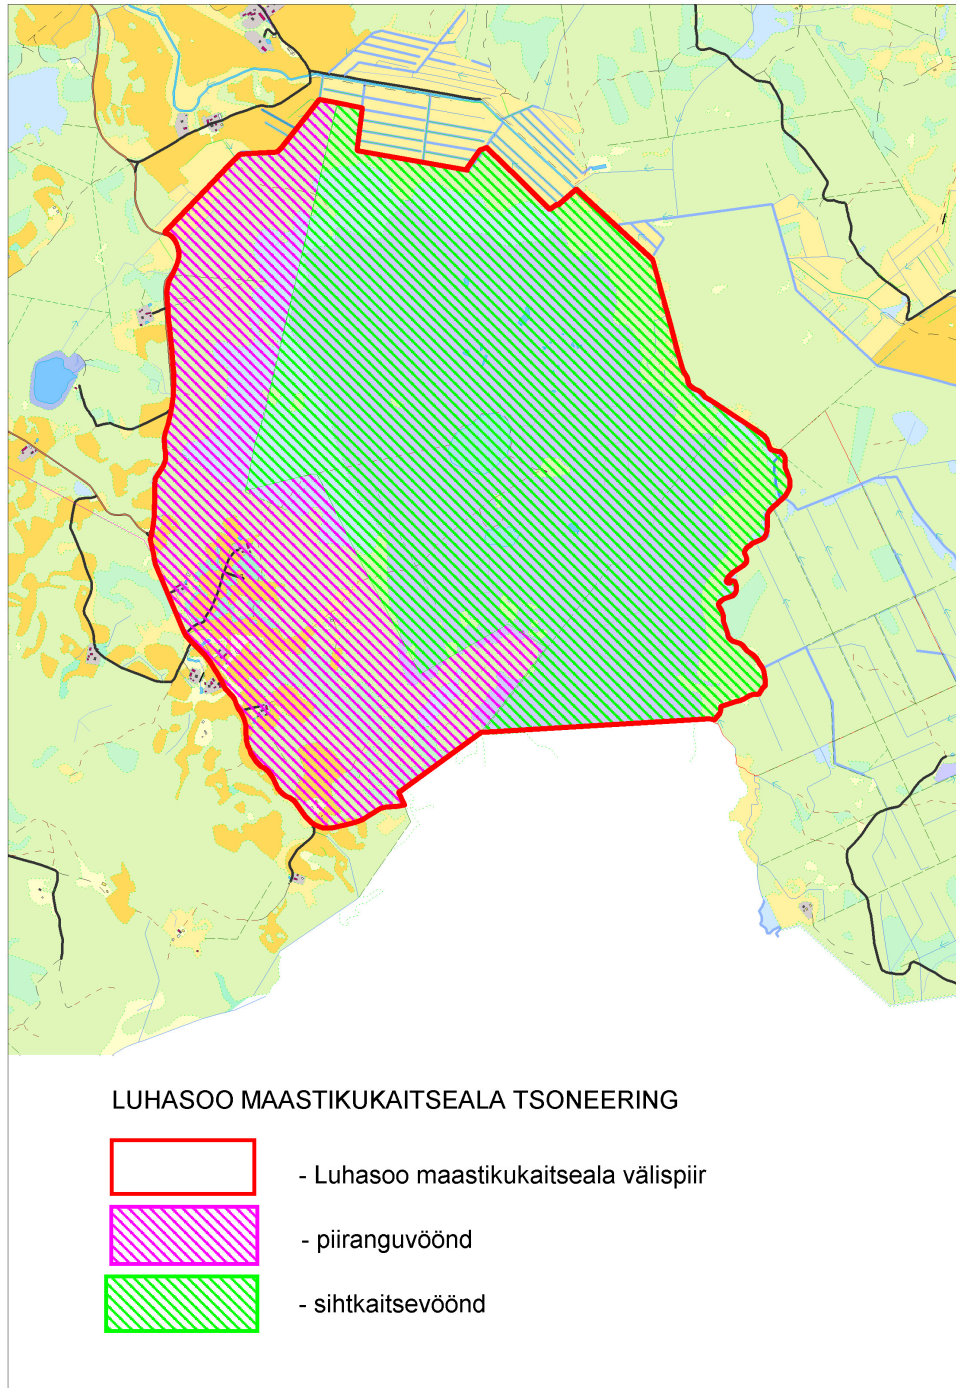 LUHASOO MAASTIKUKAITSEALA TSONEERING
- Luhasoo maastikukaitseala välispiir
- piiranguvöönd
- sihtkaitsevöönd